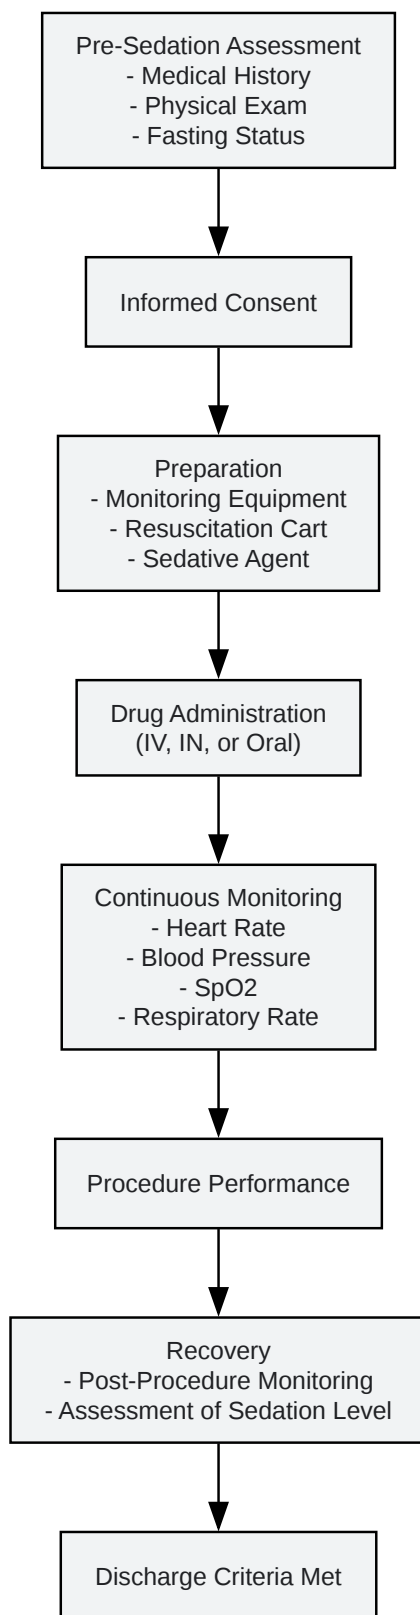 Pre-Sedation Assessment
- Medical History
- Physical Exam
- Fasting Status
Informed Consent
Preparation
- Monitoring Equipment
- Resuscitation Cart
- Sedative Agent
Drug Administration
(IV, IN, or Oral)
Continuous Monitoring
- Heart Rate
- Blood Pressure
- SpO2
- Respiratory Rate
Procedure Performance
Recovery
- Post-Procedure Monitoring
- Assessment of Sedation Level
Discharge Criteria Met